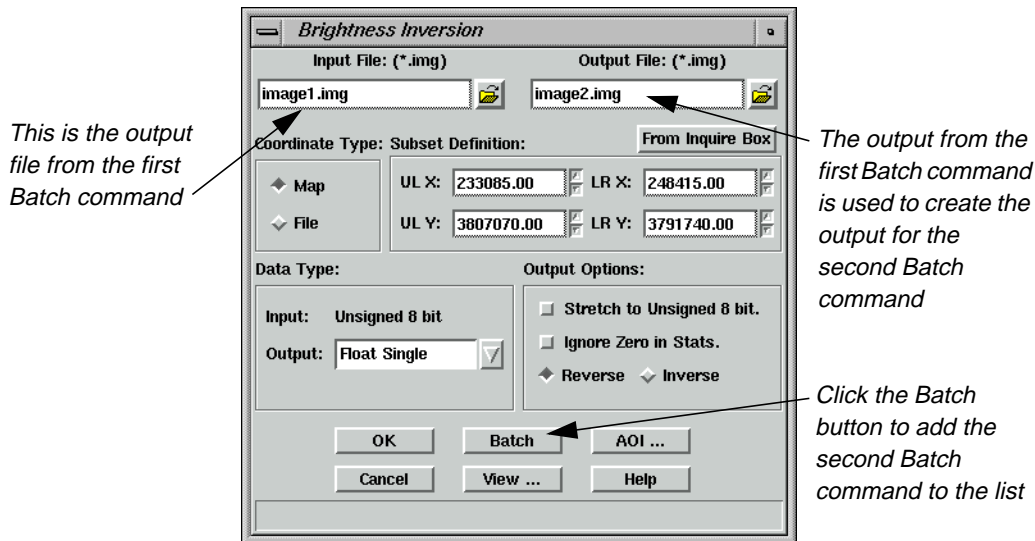 Brightness Inversion
Input File: (*.img)
Output File: (*.img)
image1.img
image2.img
This is the output
file from the first
Batch command
From Inquire Box
Coordinate Type:
Subset Definition:
Map
File
UL X: 233085.00
LR X: 248415.00
UL Y: 3807070.00
LR Y: 3791740.00
The output from the
first Batch command
is used to create the
output for the
second Batch
command
Data Type:
Input: Unsigned 8 bit
Output: Float Single
Output Options:
Stretch to Unsigned 8 bit.
Ignore Zero in Stats.
Reverse
Inverse
OK
Batch
AOI ...
Cancel
View ...
Help
Click the Batch
button to add the
second Batch
command to the list